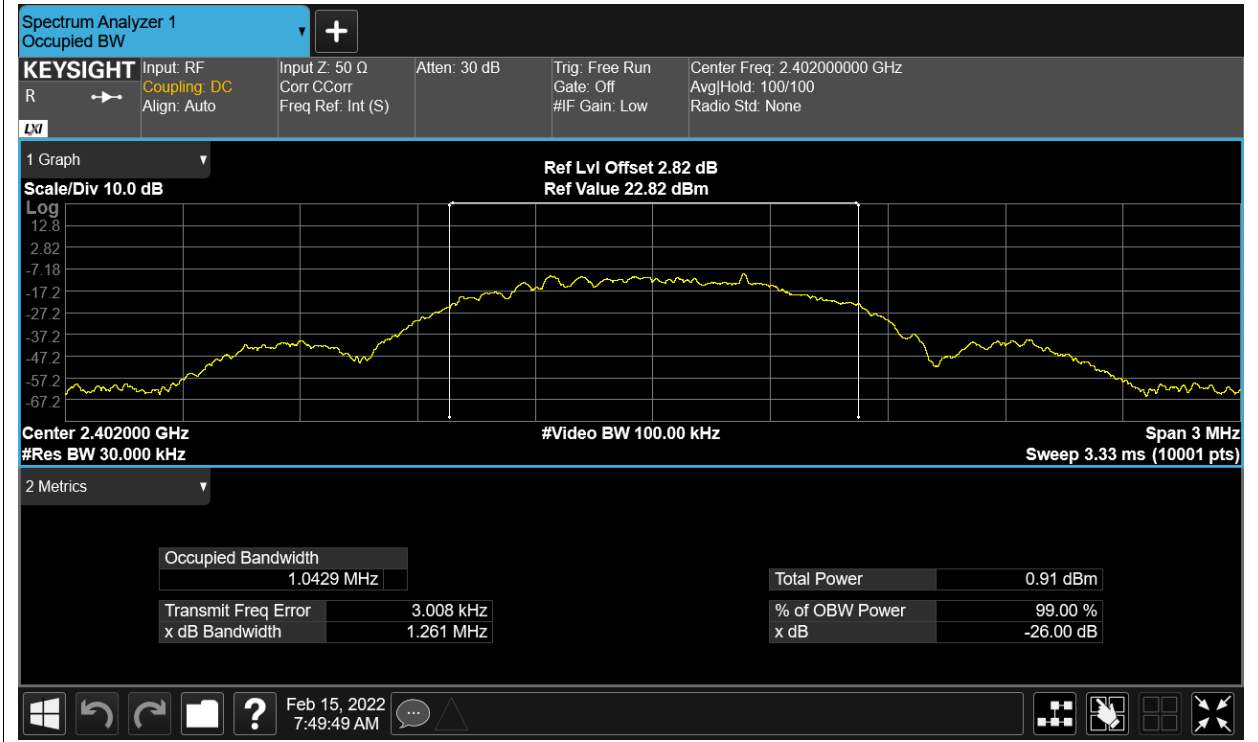 Spectrum Analyzer 1
Occupied BW
KEYSIGHT
R
LXI
Input: RF
Coupling: DC
Align: Auto
Input Z: 50 Ω
Corr CCorr
Freq Ref: Int (S)
Atten: 30 dB
Trig: Free Run
Gate: Off
#IF Gain: Low
Center Freq: 2.402000000 GHz
Avg|Hold: 100/100
Radio Std: None
1 Graph
Scale/Div 10.0 dB
Ref Lvl Offset 2.82 dB
Ref Value 22.82 dBm
Log
12.8
2.82
-7.18
-17.2
-27.2
-37.2
-47.2
-57.2
-67.2
Center 2.402000 GHz
#Res BW 30.000 kHz
#Video BW 100.00 kHz
Span 3 MHz
Sweep 3.33 ms (10001 pts)
2 Metrics
Occupied Bandwidth
1.0429 MHz
Transmit Freq Error 3.008 kHz
x dB Bandwidth 1.261 MHz
Total Power 0.91 dBm
% of OBW Power 99.00 %
x dB -26.00 dB
?
Feb 15, 2022
7:49:49 AM